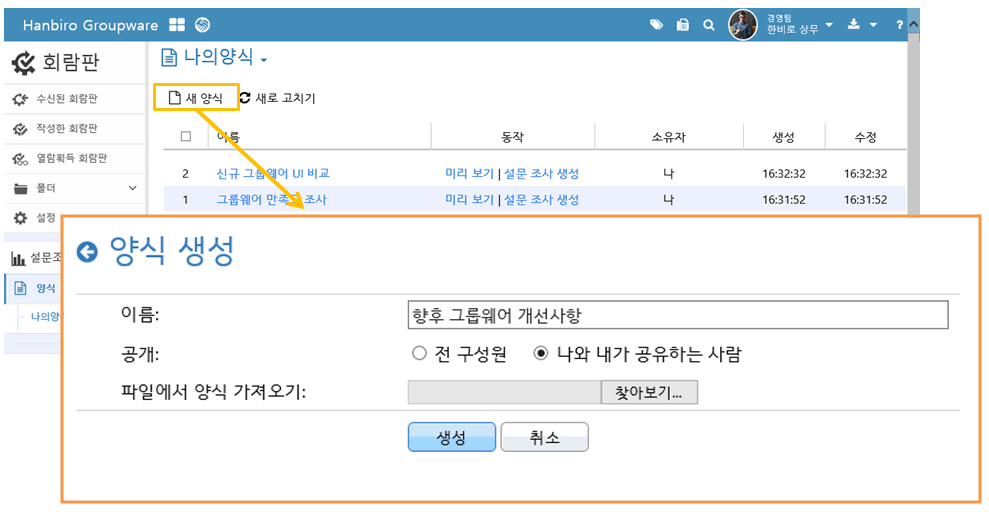 Hanbiro Groupware
경영팀
한비로 상무
?
회람판
수신된 회람판
작성한 회람판
열람획득 회람판
폴더
설정
설문조
양식
나의양
나의양식
새 양식 새로 고치기
이름 동작 소유자 생성 수정
2 신규 그룹웨어 UI 비교 미리 보기 | 설문 조사 생성 나 16:32:32 16:32:32
1 그룹웨어 만족도 조사 미리 보기 | 설문 조사 생성 나 16:31:52 16:31:52
양식 생성
이름: 향후 그룹웨어 개선사항
공개: 전 구성원 나와 내가 공유하는 사람
파일에서 양식 가져오기: 찾아보기...
생성 취소